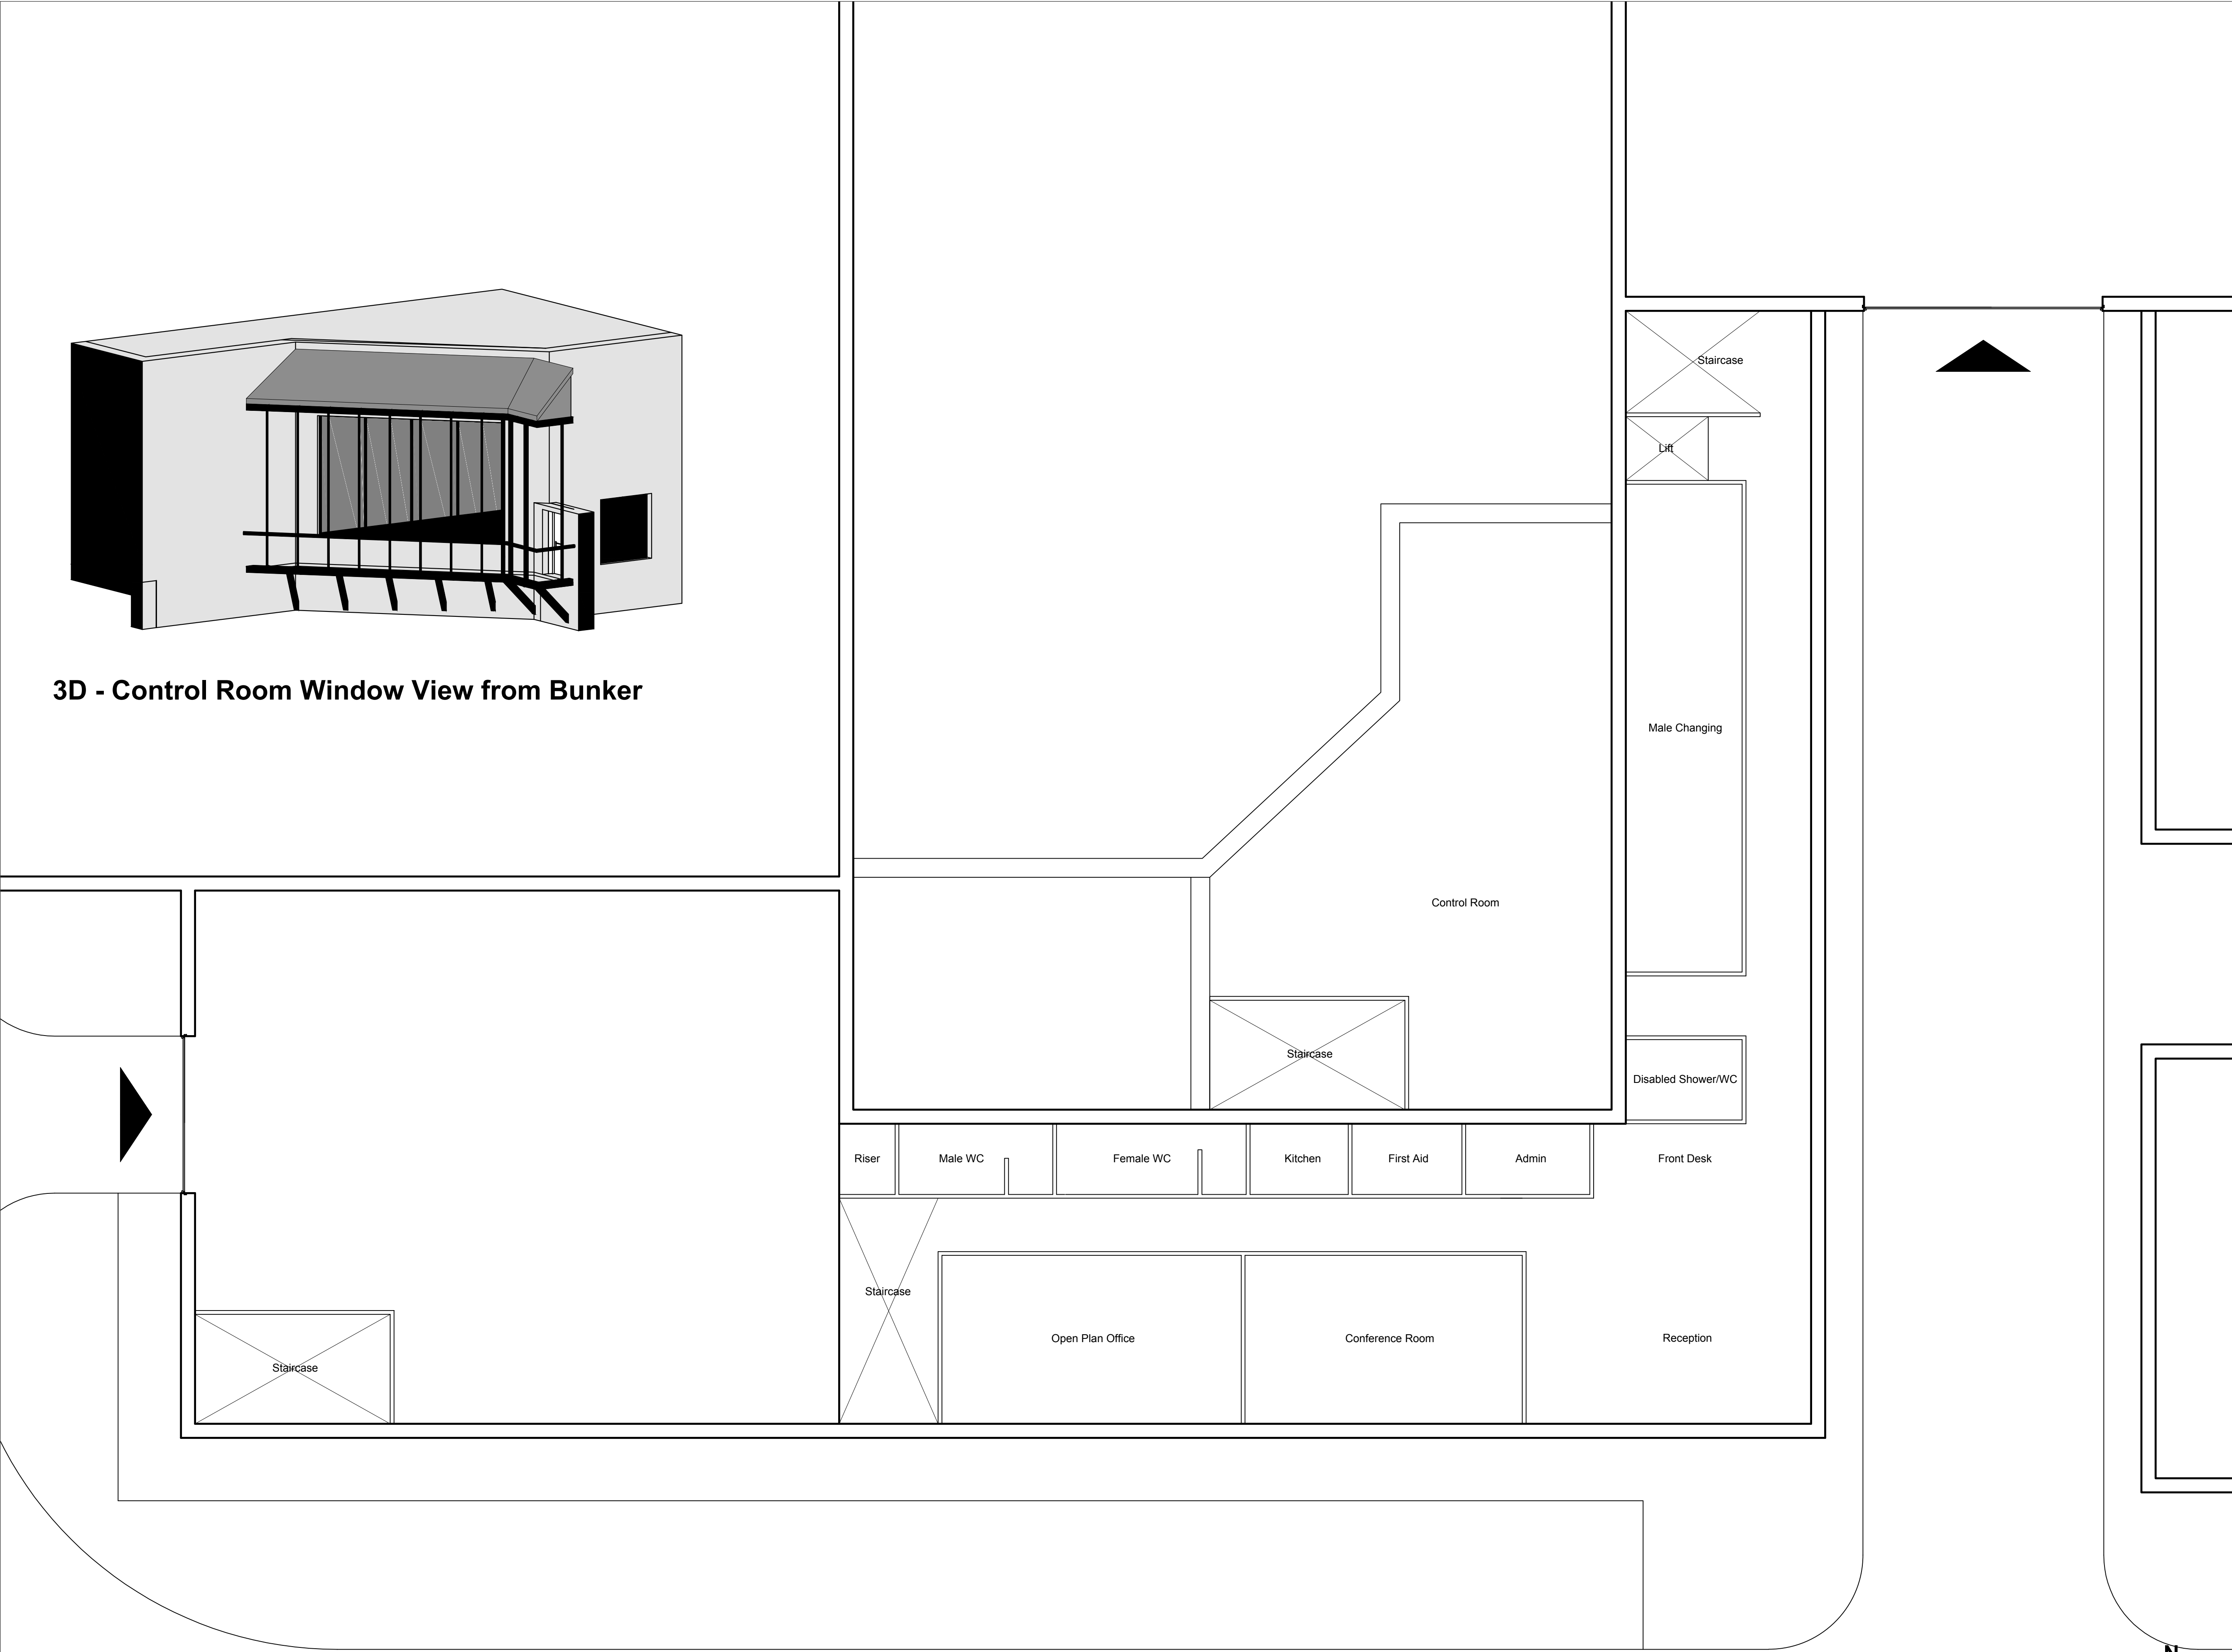 Staircase
Lift
3D - Control Room Window View from Bunker
Male Changing
Control Room
Staircase
Disabled Shower/WC
Riser
Male WC
Female WC
Kitchen
First Aid
Admin
Front Desk
Staircase
Open Plan Office
Conference Room
Reception
Staircase